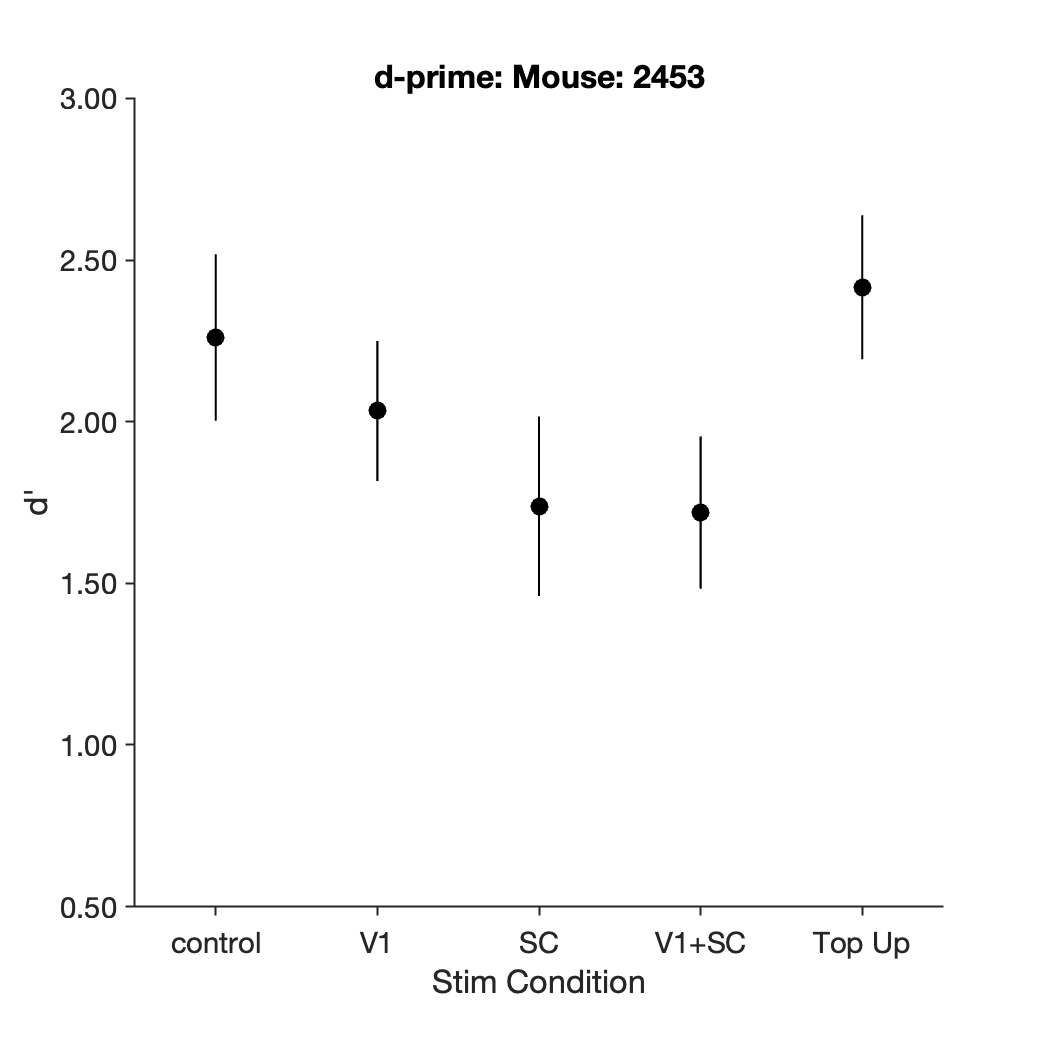 d-prime: Mouse: 2453
3.00
2.50
2.00
1.50
1.00
0.50
d'
control V1 SC V1+SC Top Up
Stim Condition